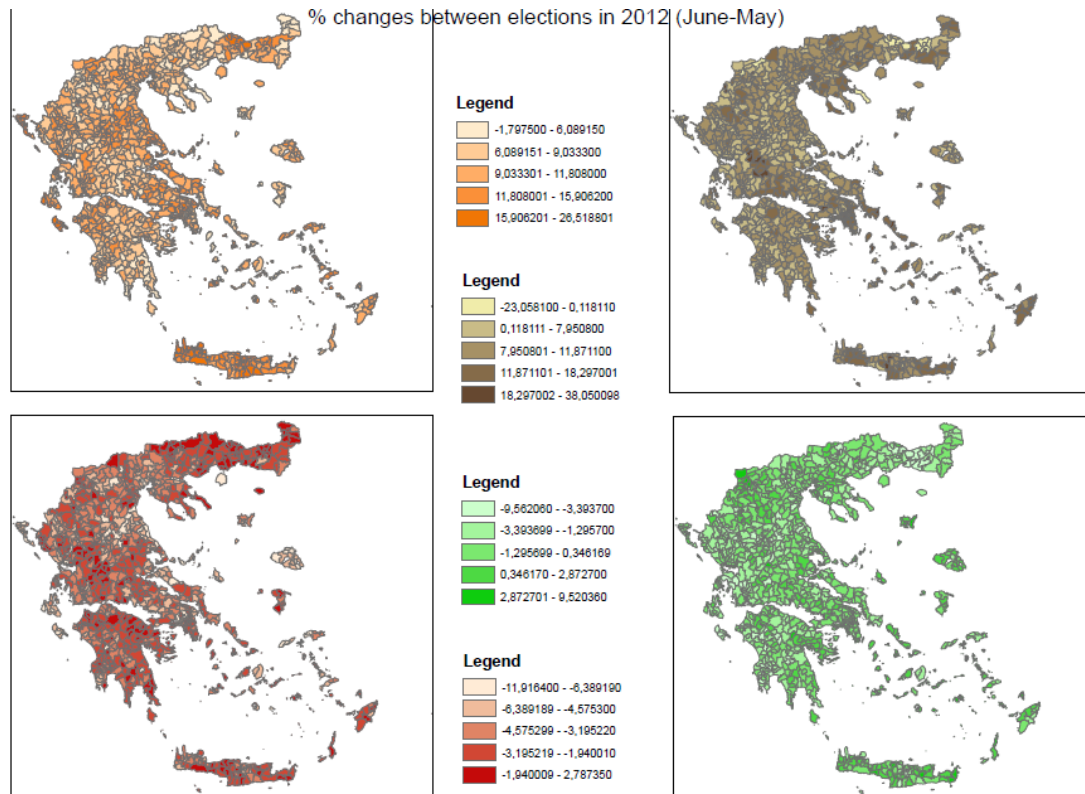 % changes between elections in 2012 (June-May)
Legend
-1,797500 - 6,089150
6,089151 - 9,033300
9,033301 - 11,808000
11,808001 - 15,906200
15,906201 - 26,518801
Legend
-23,058100 - 0,118110
0,118111 - 7,950800
7,950801 - 11,871100
11,871101 - 18,297001
18,297002 - 38,050098
Legend
-9,562060 - -3,393700
-3,393699 - -1,295700
-1,295699 - 0,346169
0,346170 - 2,872700
2,872701 - 9,520360
Legend
-11,916400 - -6,389190
-6,389189 - -4,575300
-4,575299 - -3,195220
-3,195219 - -1,940010
-1,940009 - 2,787350